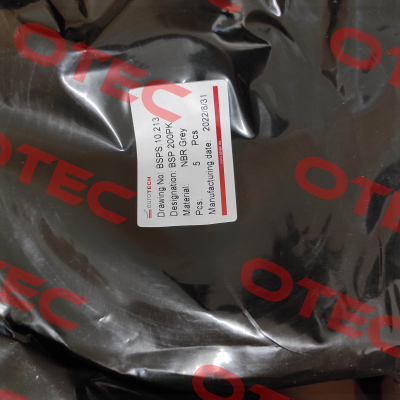 EUROTECH
Drawing No: BSPS.10.213
Designation: BSP 200PK
Material: NBR Grey
Pcs. 5 Pcs
Manufacturing date 2022/8/31
OTEC
OTEC
OTEC
OTEC
OTEC
OTEC
OTEC